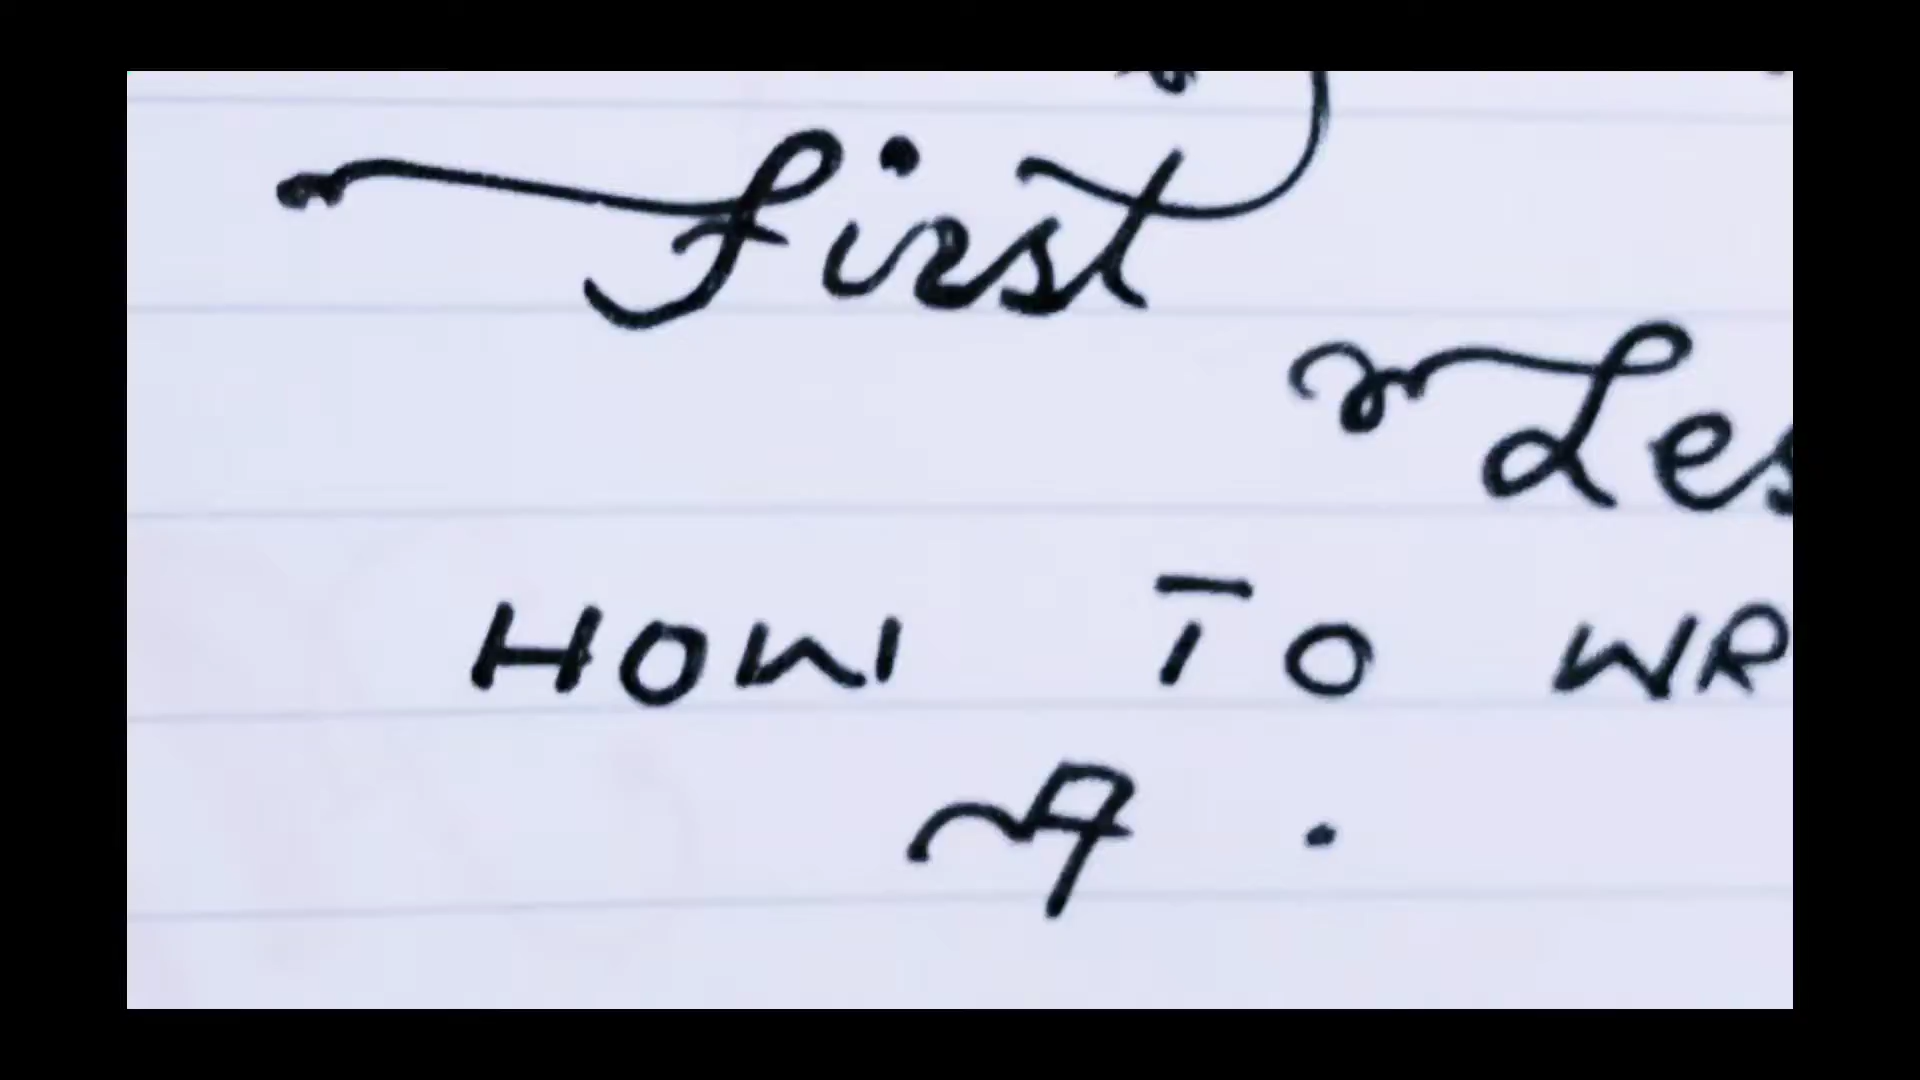 First
Les
HOW TO WR
A .